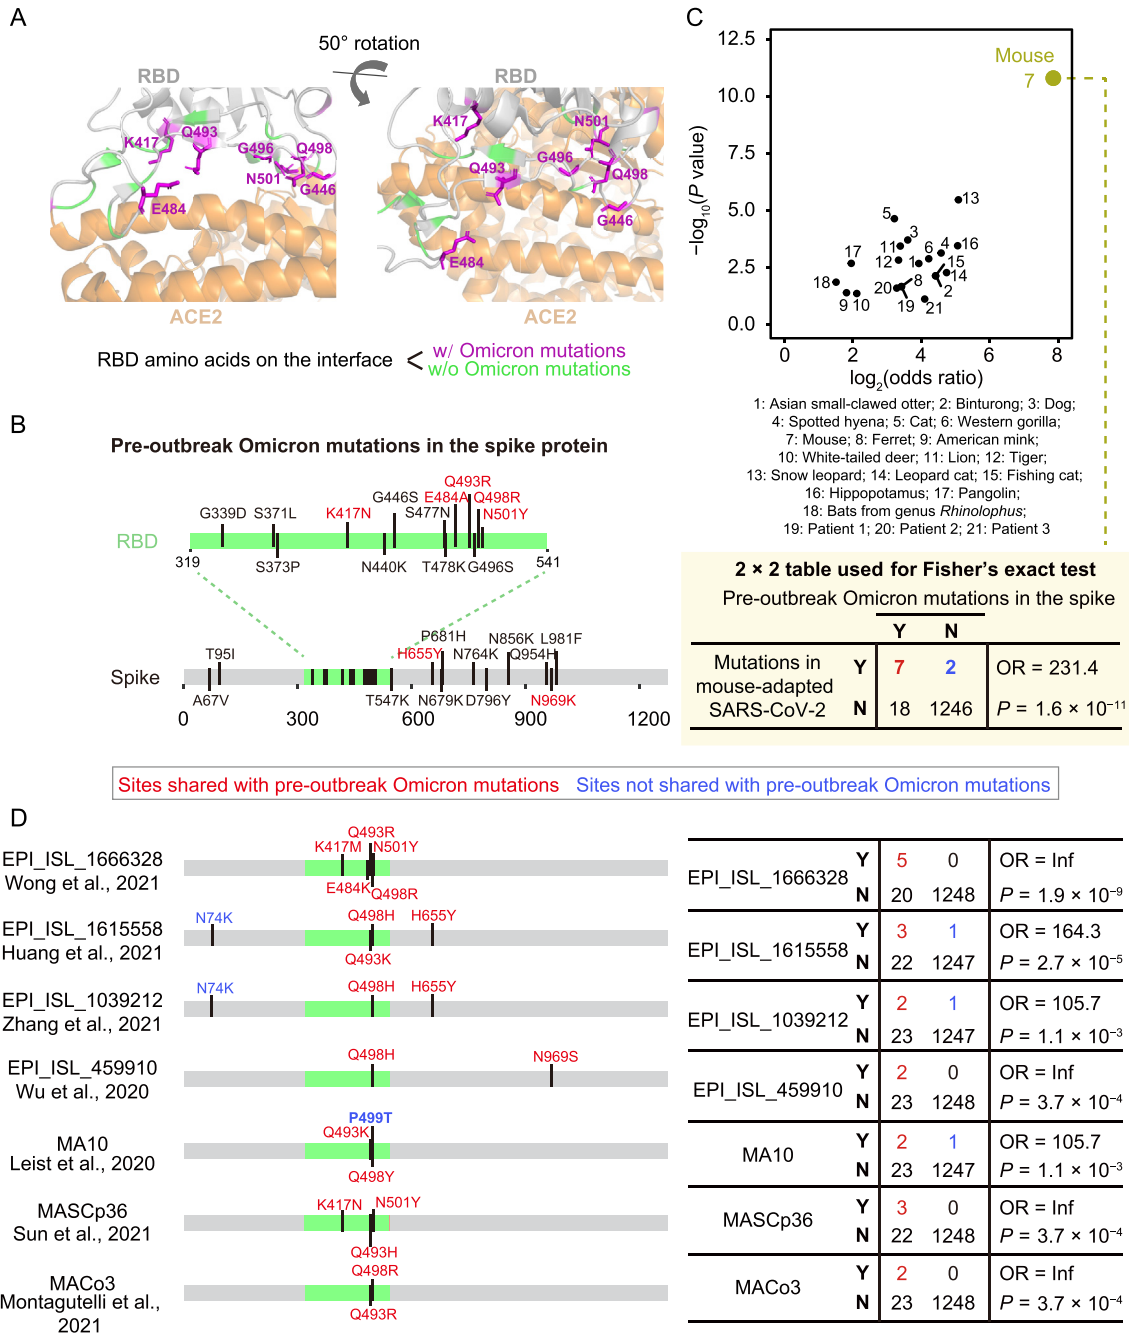 A
50° rotation
RBD
RBD
K417
Q493
G496
Q498
N501
G446
E484
K417
N501
Q493
G496
Q498
G446
E484
ACE2
ACE2
RBD amino acids on the interface < w/ Omicron mutations
w/o Omicron mutations
B
Pre-outbreak Omicron mutations in the spike protein
Q493R
G446S E484A Q498R
G339D S371L K417N S477N N501Y
RBD
319 S373P N440K T478K G496S 541
P681H N856K L981F
T95I H655Y N764K Q954H
Spike
A67V T547K N679K D796Y N969K
0 300 600 900 1200
C
12.5
10.0
7.5
5.0
2.5
0.0
−log10(P value)
Mouse
7
13
5
3
4
16
11
6
15
17
12
1
14
18
20
8
2
9
10
19
21
0 2 4 6 8
log2(odds ratio)
1: Asian small-clawed otter; 2: Binturong; 3: Dog;
4: Spotted hyena; 5: Cat; 6: Western gorilla;
7: Mouse; 8: Ferret; 9: American mink;
10: White-tailed deer; 11: Lion; 12: Tiger;
13: Snow leopard; 14: Leopard cat; 15: Fishing cat;
16: Hippopotamus; 17: Pangolin;
18: Bats from genus Rhinolophus;
19: Patient 1; 20: Patient 2; 21: Patient 3
2 × 2 table used for Fisher's exact test
Pre-outbreak Omicron mutations in the spike
Y N
Mutations in
mouse-adapted
SARS-CoV-2
Y 7 2 OR = 231.4
N 18 1246 P = 1.6 × 10−11
Sites shared with pre-outbreak Omicron mutations Sites not shared with pre-outbreak Omicron mutations
D
EPI_ISL_1666328
Wong et al., 2021
Q493R
K417M N501Y
E484K Q498R
EPI_ISL_1615558
Huang et al., 2021
N74K Q498H H655Y
Q493K
EPI_ISL_1039212
Zhang et al., 2021
N74K Q498H H655Y
EPI_ISL_459910
Wu et al., 2020
Q498H N969S
MA10
Leist et al., 2020
P499T
Q493K
Q498Y
MASCp36
Sun et al., 2021
K417N N501Y
Q493H
MACo3
Montagutelli et al.,
2021
Q498R
Q493R
EPI_ISL_1666328
Y 5 0 OR = Inf
N 20 1248 P = 1.9 × 10−9
EPI_ISL_1615558
Y 3 1 OR = 164.3
N 22 1247 P = 2.7 × 10−5
EPI_ISL_1039212
Y 2 1 OR = 105.7
N 23 1247 P = 1.1 × 10−3
EPI_ISL_459910
Y 2 0 OR = Inf
N 23 1248 P = 3.7 × 10−4
MA10
Y 2 1 OR = 105.7
N 23 1247 P = 1.1 × 10−3
MASCp36
Y 3 0 OR = Inf
N 22 1248 P = 3.7 × 10−4
MACo3
Y 2 0 OR = Inf
N 23 1248 P = 3.7 × 10−4